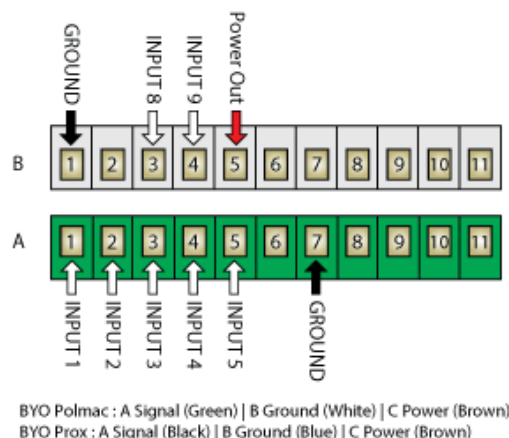 GROUND
INPUT 8
INPUT 9
Power Out
B
1 2 3 4 5 6 7 8 9 10 11
A
1 2 3 4 5 6 7 8 9 10 11
INPUT 1
INPUT 2
INPUT 3
INPUT 4
INPUT 5
GROUND
BYO Polmac : A Signal (Green) | B Ground (White) | C Power (Brown)
BYO Prox : A Signal (Black) | B Ground (Blue) | C Power (Brown)